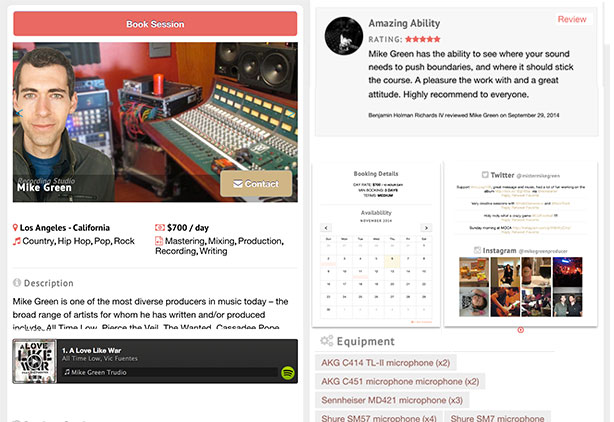 Book Session
Recording Studio
Mike Green
Contact
Los Angeles - California
$700 / day
Country, Hip Hop, Pop, Rock
Mastering, Mixing, Production,
Recording, Writing
Description
Mike Green is one of the most diverse producers in music today – the
broad range of artists for whom he has written and/or produced
include, All Time Low, Pierce the Veil, The Wanted, Cassadee Pope
A LOVE
LIKE
WAR
1. A Love Like War
All Time Low, Vic Fuentes
Mike Green Trudio
Review
Amazing Ability
RATING:
Mike Green has the ability to see where your sound
needs to push boundaries, and where it should stick
the course. A pleasure the work with and a great
attitude. Highly recommend to everyone.
Benjamin Holman Richards IV reviewed Mike Green on September 29, 2014
Booking Details
DAY RATE: $700
MIN BOOKING: 2 DAYS
TERMS: MEDIUM
Availability
NOVEMBER 2014
Twitter @mistermikegreen
Instagram @mikegreenproducer
Equipment
AKG C414 TL-II microphone (x2)
AKG C451 microphone microphone (x2)
Sennheiser MD421 microphone (x3)
Shure SM57 microphone (x4)
Shure SM7 microphone